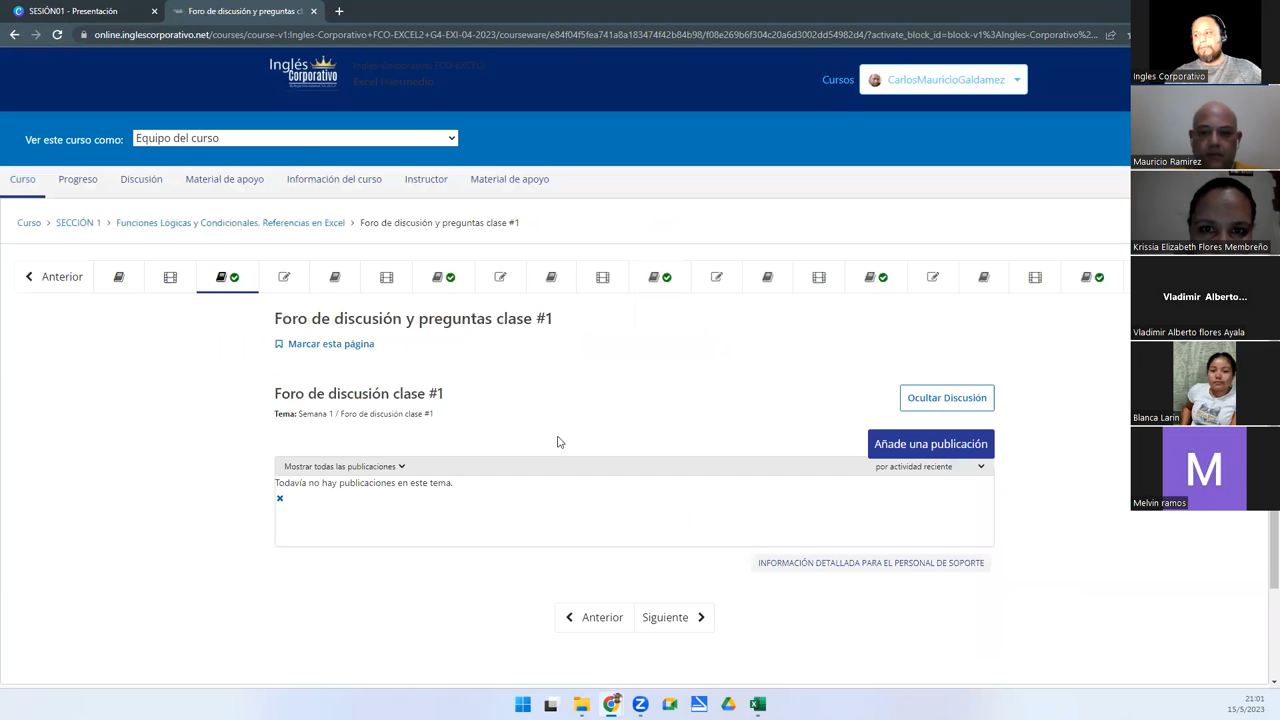 SESIÓN01 - Presentación
Foro de discusión y preguntas cl
online.inglescorporativo.net/courses/course-v1:Ingles-Corporativo+FCO-EXCEL2+G4-EXI-04-2023/courseware/e84f04f5fea741a8a183474f42b84b98/f08e269b6f304c20a6d3002dd54982d4/?activate_block_id=block-v1%3AIngles-Corporativo%2...
Inglés
Corporativo
Ingles-Corporativo FCO-EXCEL2
Excel Intermedio
Cursos
CarlosMauricioGaldamez
Ver este curso como:
Equipo del curso
Curso
Progreso
Discusión
Material de apoyo
Información del curso
Instructor
Material de apoyo
Curso > SECCIÓN 1 > Funciones Lógicas y Condicionales. Referencias en Excel > Foro de discusión y preguntas clase #1
Anterior
Foro de discusión y preguntas clase #1
Marcar esta página
Foro de discusión clase #1
Ocultar Discusión
Tema: Semana 1 / Foro de discusión clase #1
Añade una publicación
Mostrar todas las publicaciones
por actividad reciente
Todavía no hay publicaciones en este tema.
INFORMACIÓN DETALLADA PARA EL PERSONAL DE SOPORTE
Anterior
Siguiente
Ingles Corporativo
Mauricio Ramirez
Krissia Elizabeth Flores Membreño
Vladimir Alberto...
Vladimir Alberto flores Ayala
Blanca Larin
M
Melvin ramos
21:01
15/5/2023